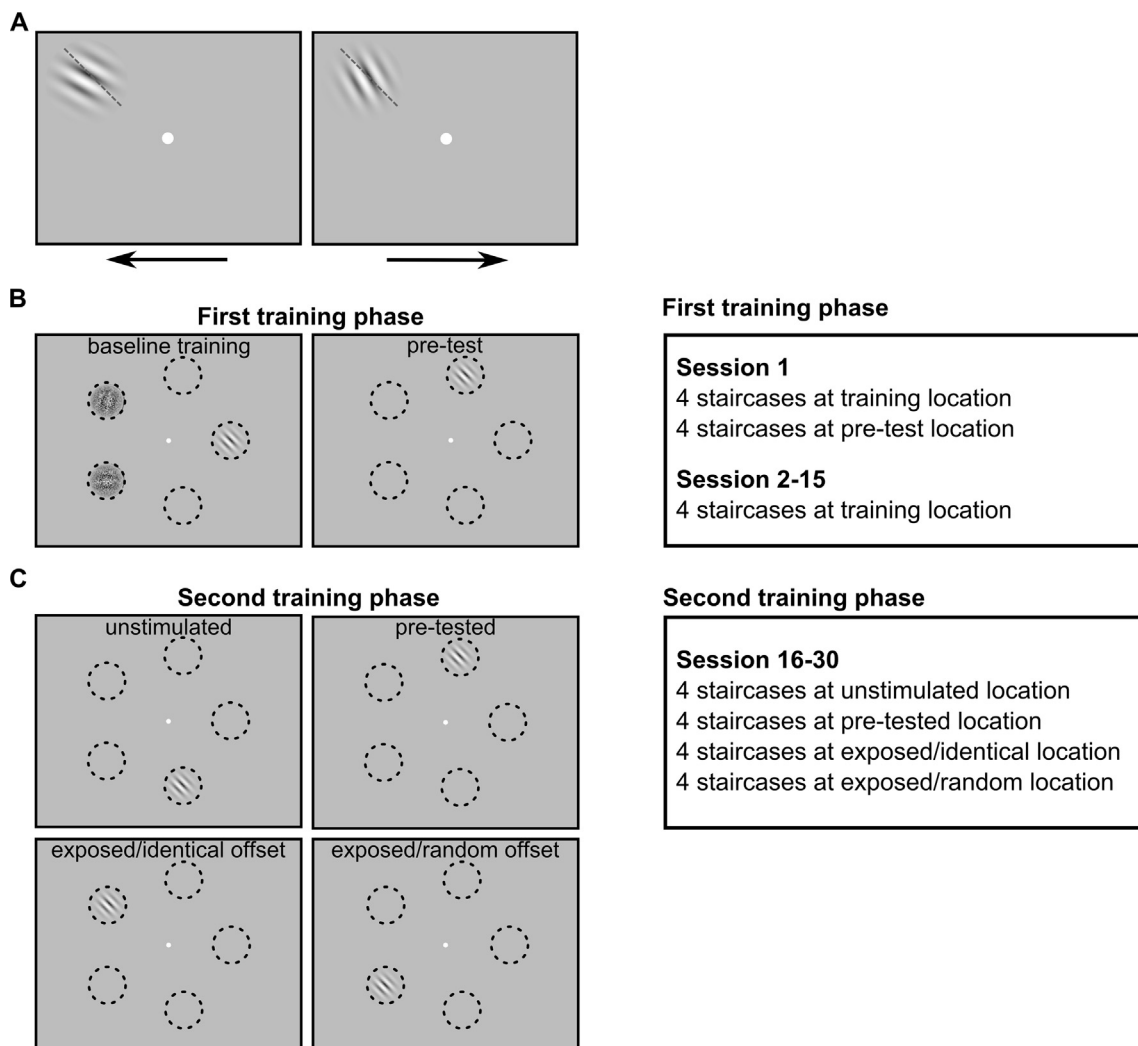 A
B
First training phase
baseline training
pre-test
First training phase
Session 1
4 staircases at training location
4 staircases at pre-test location
Session 2-15
4 staircases at training location
C
Second training phase
unstimulated
pre-tested
exposed/identical offset
exposed/random offset
Second training phase
Session 16-30
4 staircases at unstimulated location
4 staircases at pre-tested location
4 staircases at exposed/identical location
4 staircases at exposed/random location